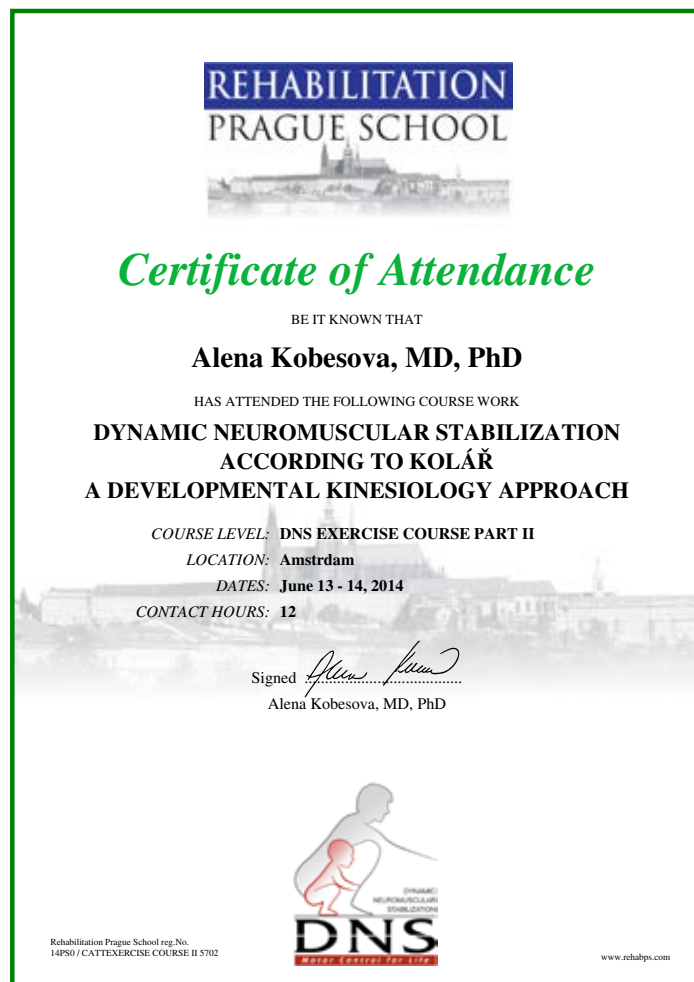 REHABILITATION
PRAGUE SCHOOL
Certificate of Attendance
BE IT KNOWN THAT
Alena Kobesova, MD, PhD
HAS ATTENDED THE FOLLOWING COURSE WORK
DYNAMIC NEUROMUSCULAR STABILIZATION
ACCORDING TO KOLÁŘ
A DEVELOPMENTAL KINESIOLOGY APPROACH
COURSE LEVEL: DNS EXERCISE COURSE PART II
LOCATION: Amstrdam
DATES: June 13 - 14, 2014
CONTACT HOURS: 12
Signed
Alena Kobesova, MD, PhD
DYNAMIC
NEUROMUSCULAR
STABILIZATION
DNS
Motor Control for Life
Rehabilitation Prague School reg.No.
14PS0 / CATTEXERCISE COURSE II 5702
www.rehabps.com